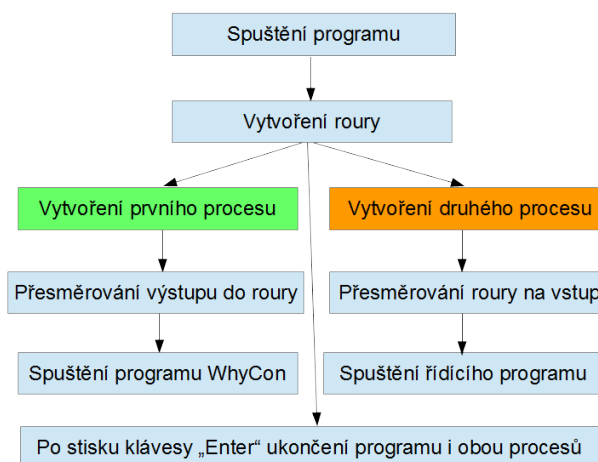 Spuštění programu
Vytvoření roury
Vytvoření prvního procesu
Vytvoření druhého procesu
Přesměrování výstupu do roury
Přesměrování roury na vstup
Spuštění programu WhyCon
Spuštění řídícího programu
Po stisku klávesy „Enter“ ukončení programu i obou procesů